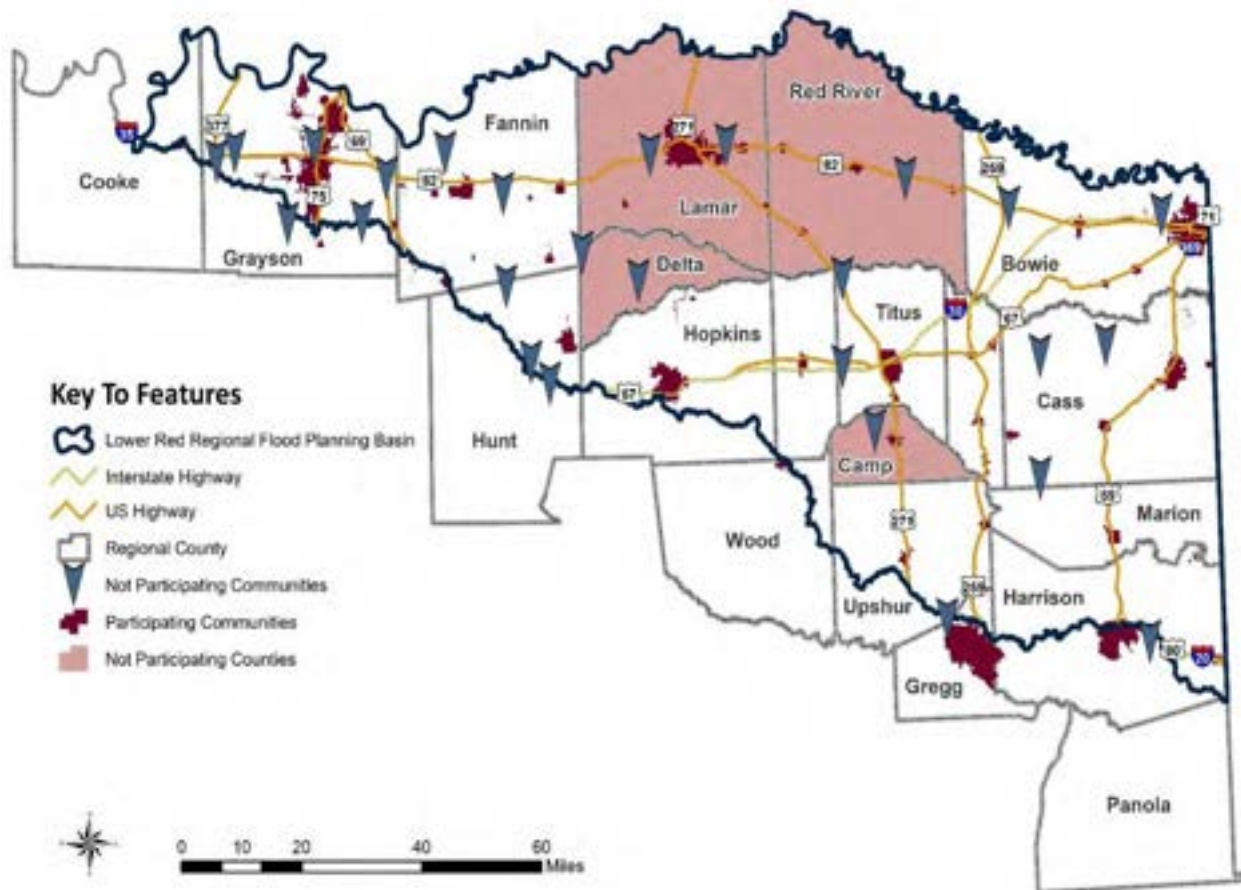 Red River
35
377
69
271
Fannin
Cooke
82
82
259
75
Lamar
71
Grayson
369
Delta
Bowie
Titus
30
67
Hopkins
Key To Features
67
Cass
Lower Red Regional Flood Planning Basin
Hunt
Interstate Highway
Camp
US Highway
59
Marion
Regional County
Wood
271
Not Participating Communities
259
Upshur
Harrison
Participating Communities
80
20
Not Participating Counties
Gregg
Panola
0
10
20
40
60
Miles